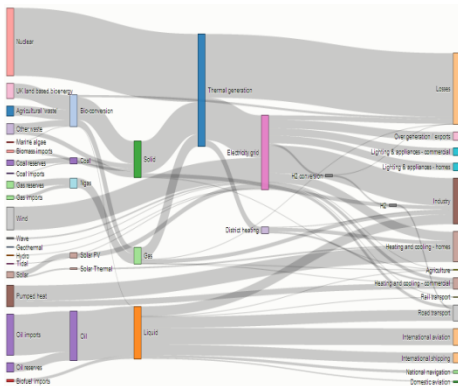 Nuclear
UK land based bioenergy
Agricultural 'waste'
Other waste
Marine algae
Biomass imports
Coal reserves
Coal imports
Gas reserves
Gas imports
Wind
Wave
Geothermal
Hydro
Tidal
Solar
Pumped heat
Oil imports
Oil reserves
Biofuel imports
Bio-conversion
Coal
Ngas
Solar PV
Solar Thermal
Oil
Solid
Gas
Liquid
Thermal generation
Electricity grid
District heating
H2 conversion
H2
Losses
Over generation / exports
Lighting & appliances - commercial
Lighting & appliances - homes
Industry
Heating and cooling - homes
Agriculture
Heating and cooling - commercial
Rail transport
Road transport
International aviation
International shipping
National navigation
Domestic aviation